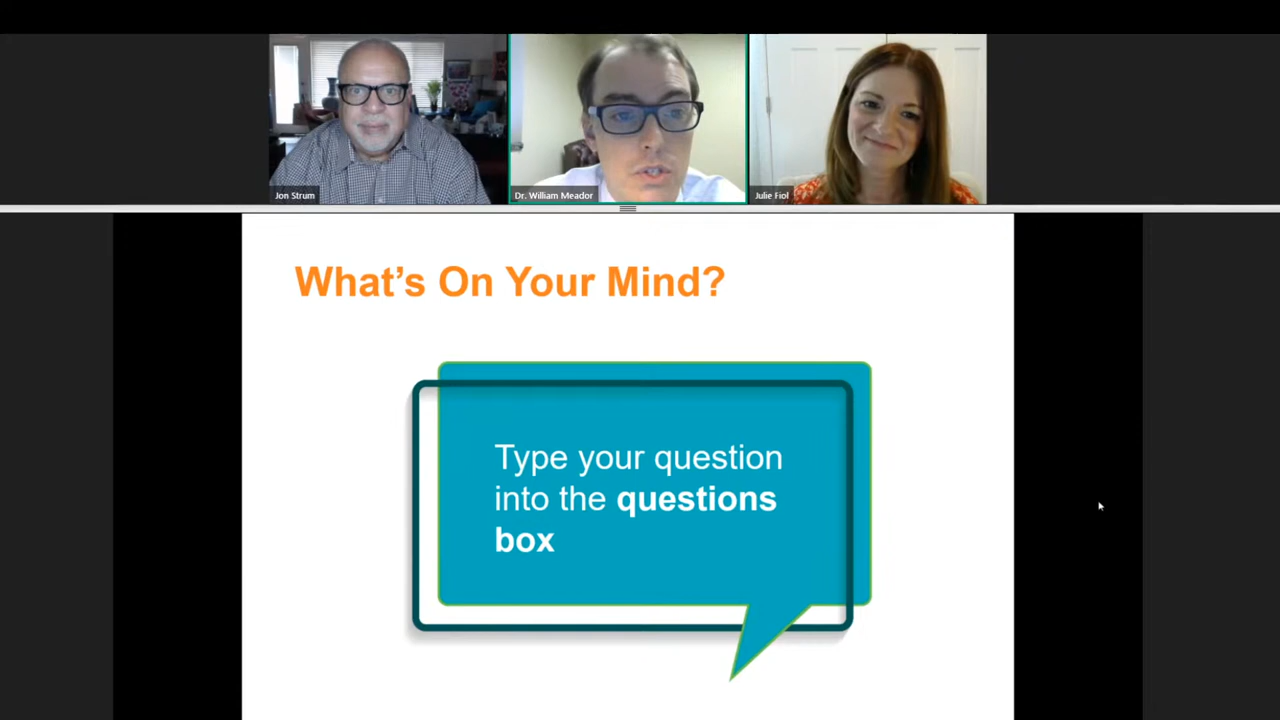 Jon Strum
Dr. William Meador
Julie Fiol
What's On Your Mind?
Type your question
into the questions
box